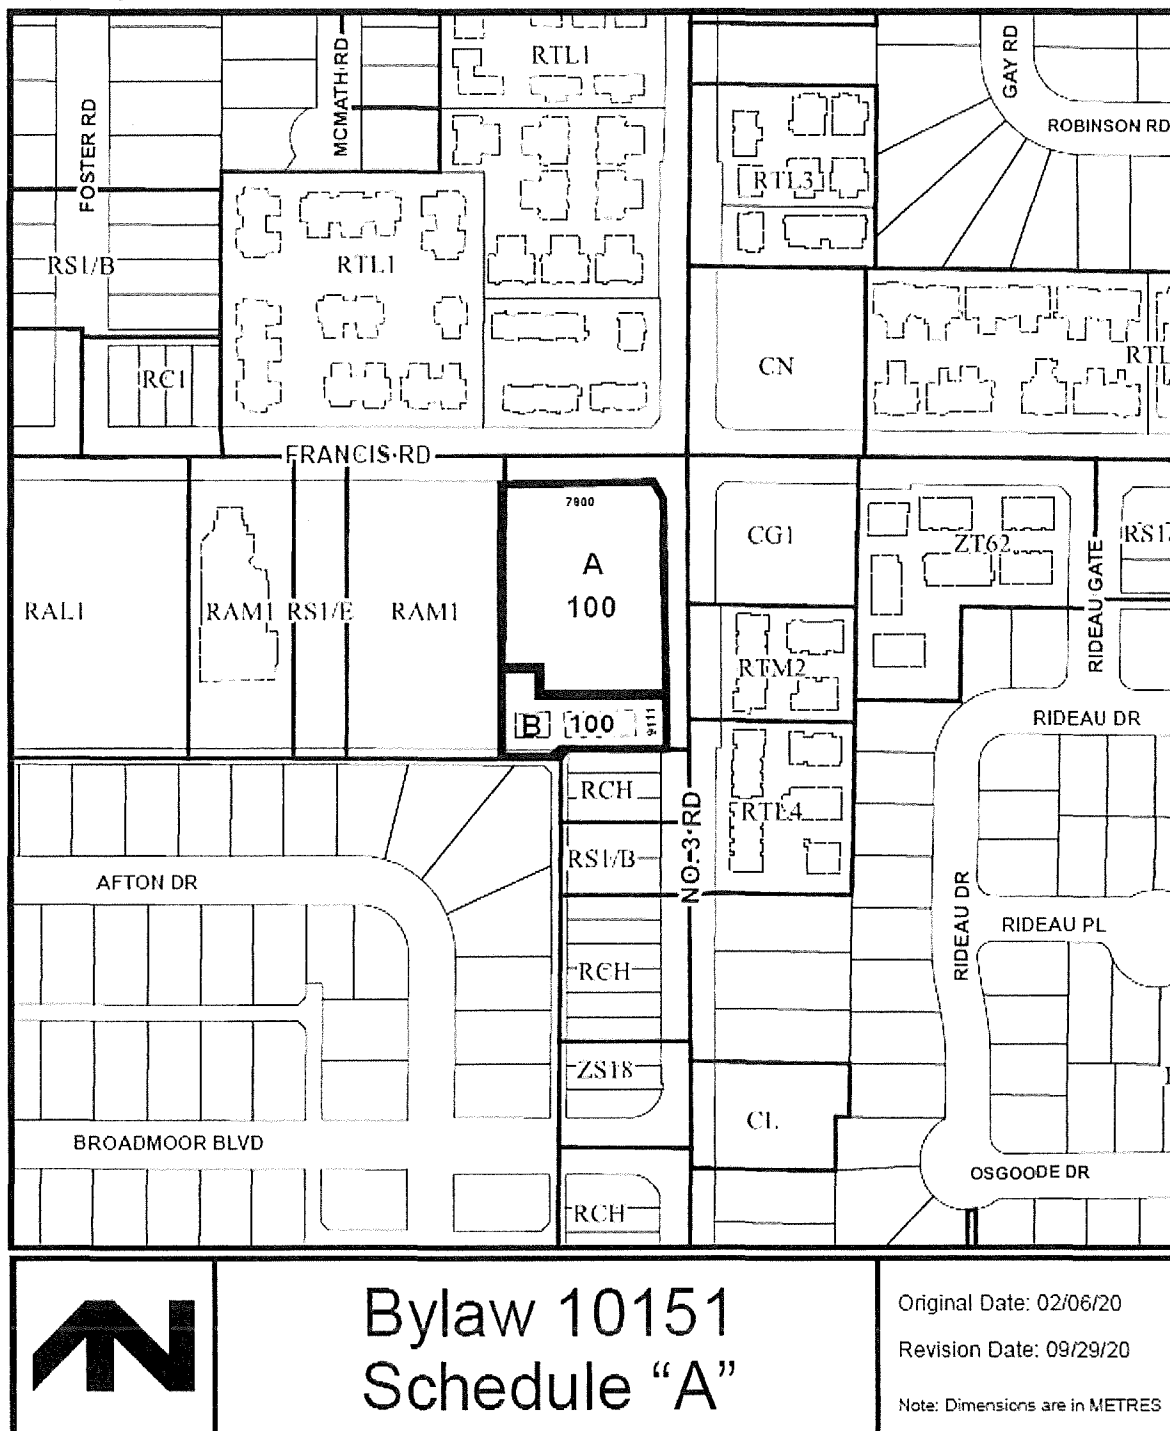 RTL1
GAY RD
MCMATH RD
FOSTER RD
ROBINSON RD
RTL3
RS1/B
RTL1
RTL
CN
RC1
FRANCIS RD
7900
CG1
ZT62
RS1
A
100
RIDEAU GATE
RAL1
RAM1
RS1/E
RAM1
RTM2
B
100
9111
RIDEAU DR
RCH
NO. 3 RD
RTL4
RS1/B
AFTON DR
RIDEAU DR
RIDEAU PL
RCH
ZS18
CL
BROADMOOR BLVD
OSGOODE DR
RCH
Bylaw 10151
Schedule “A”
Original Date: 02/06/20
Revision Date: 09/29/20
Note: Dimensions are in METRES